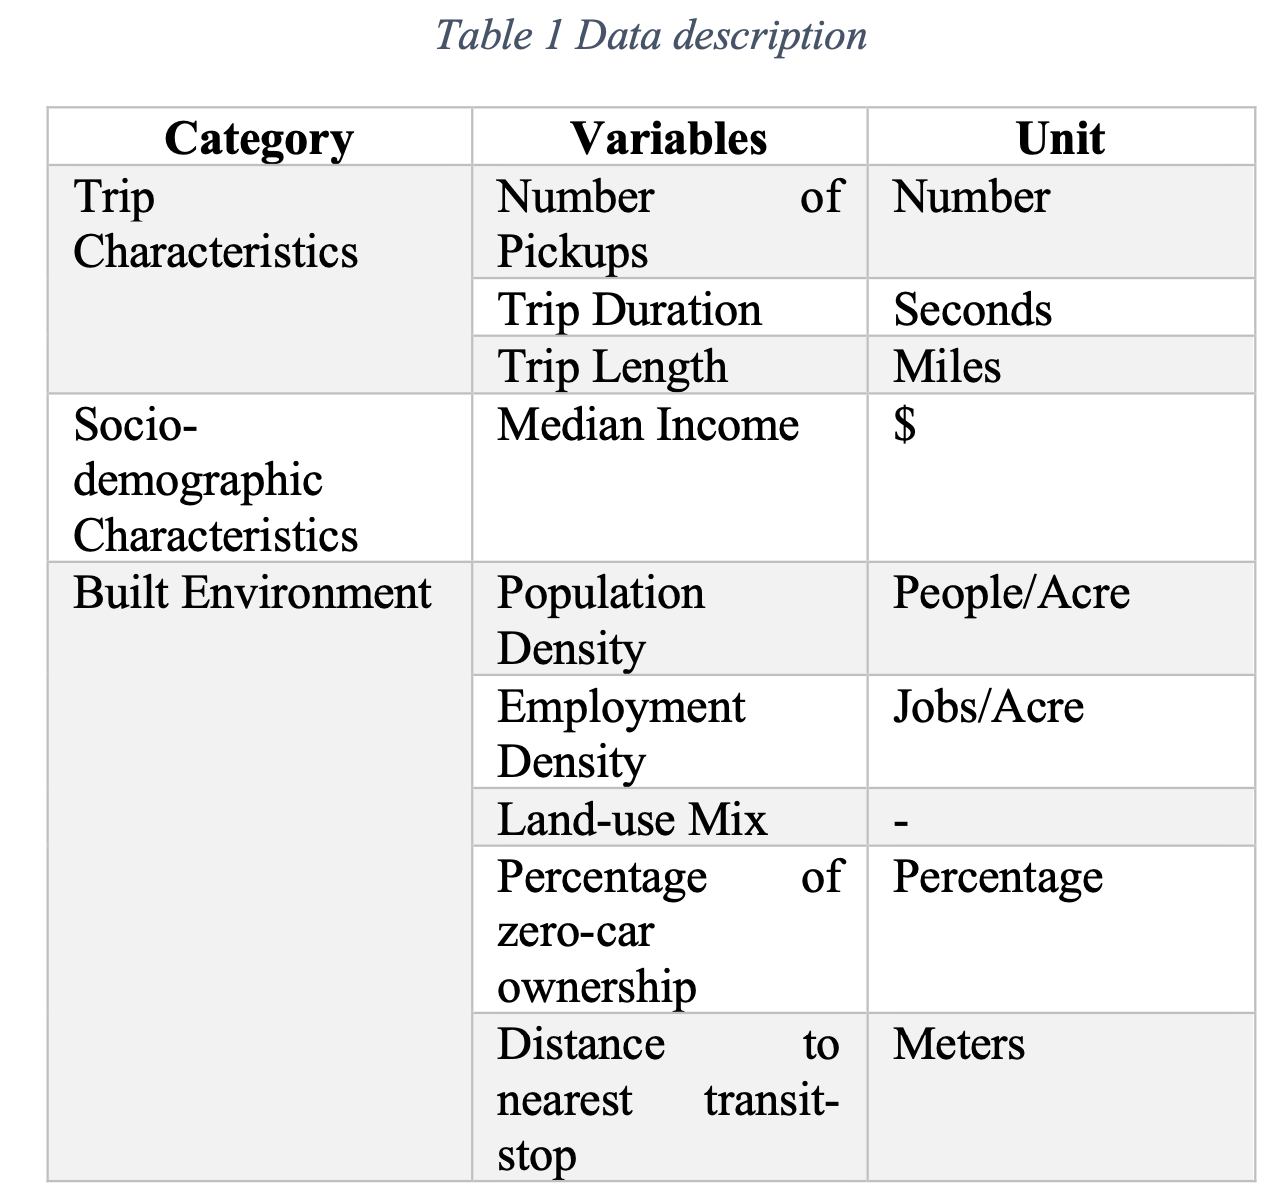 Table 1 Data description
Category Variables Unit
Trip
Characteristics
Number of
Pickups
Number
Trip Duration Seconds
Trip Length Miles
Socio-
demographic
Characteristics
Median Income $
Built Environment
Population
Density
People/Acre
Employment
Density
Jobs/Acre
Land-use Mix -
Percentage of
zero-car
ownership
Percentage
Distance to
nearest transit-
stop
Meters